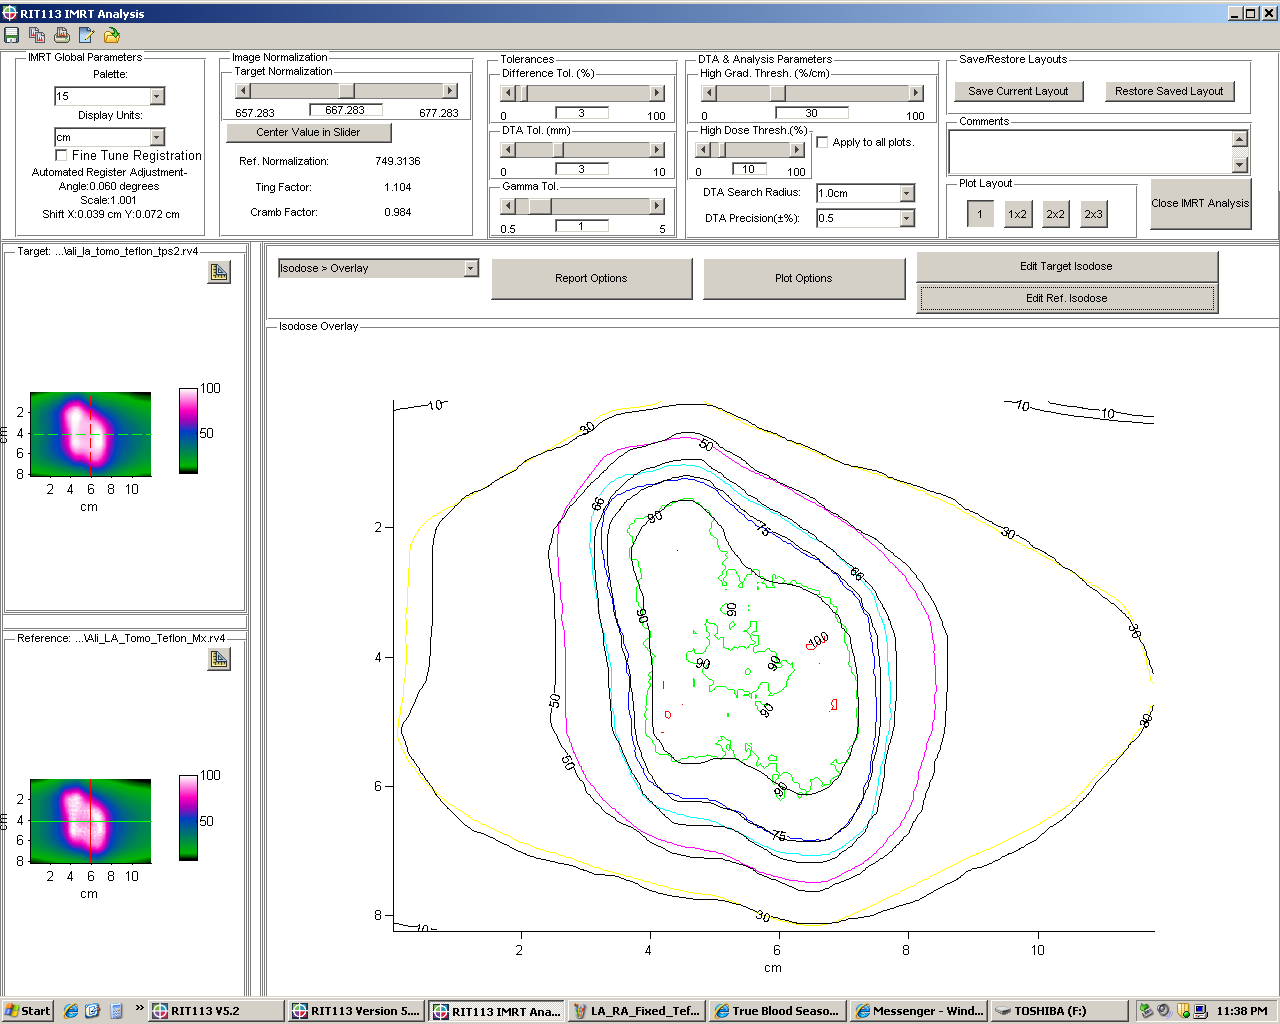 RIT113 IMRT Analysis
IMRT Global Parameters
Palette:
15
Display Units:
cm
Fine Tune Registration
Automated Register Adjustment-
Angle:0.060 degrees
Scale:1.001
Shift X:0.039 cm Y:0.072 cm
Image Normalization
Target Normalization
657.283 667.283 677.283
Center Value in Slider
Ref. Normalization: 749.3136
Ting Factor: 1.104
Cramb Factor: 0.984
Tolerances
Difference Tol. (%)
0 3 100
DTA Tol. (mm)
0 3 10
Gamma Tol.
0.5 1 5
DTA & Analysis Parameters
High Grad. Thresh. (%/cm)
0 30 100
High Dose Thresh.(%)
0 10 100
Apply to all plots.
DTA Search Radius: 1.0cm
DTA Precision(±%): 0.5
Save/Restore Layouts
Save Current Layout Restore Saved Layout
Comments
Plot Layout
1 1x2 2x2 2x3
Close IMRT Analysis
Target: ...\ali_la_tomo_teflon_tps2.rv4
100
50
2
4
6
8
cm
2 4 6 8 10
cm
Reference: ...\Ali_LA_Tomo_Teflon_Mx.rv4
100
50
2
4
6
8
cm
2 4 6 8 10
cm
Isodose > Overlay
Report Options
Plot Options
Edit Target Isodose
Edit Ref. Isodose
Isodose Overlay
10 10 10
30
50
66 90 75 30
2
66
90 90 30
100
4 90 90
50 90 30
50
6 90
75
8 30
10
2 4 6 8 10
cm
Start » RIT113 V5.2 RIT113 Version 5.... RIT113 IMRT Ana... LA_RA_Fixed_Tef... True Blood Seaso... Messenger - Wind... TOSHIBA (F:) 11:38 PM